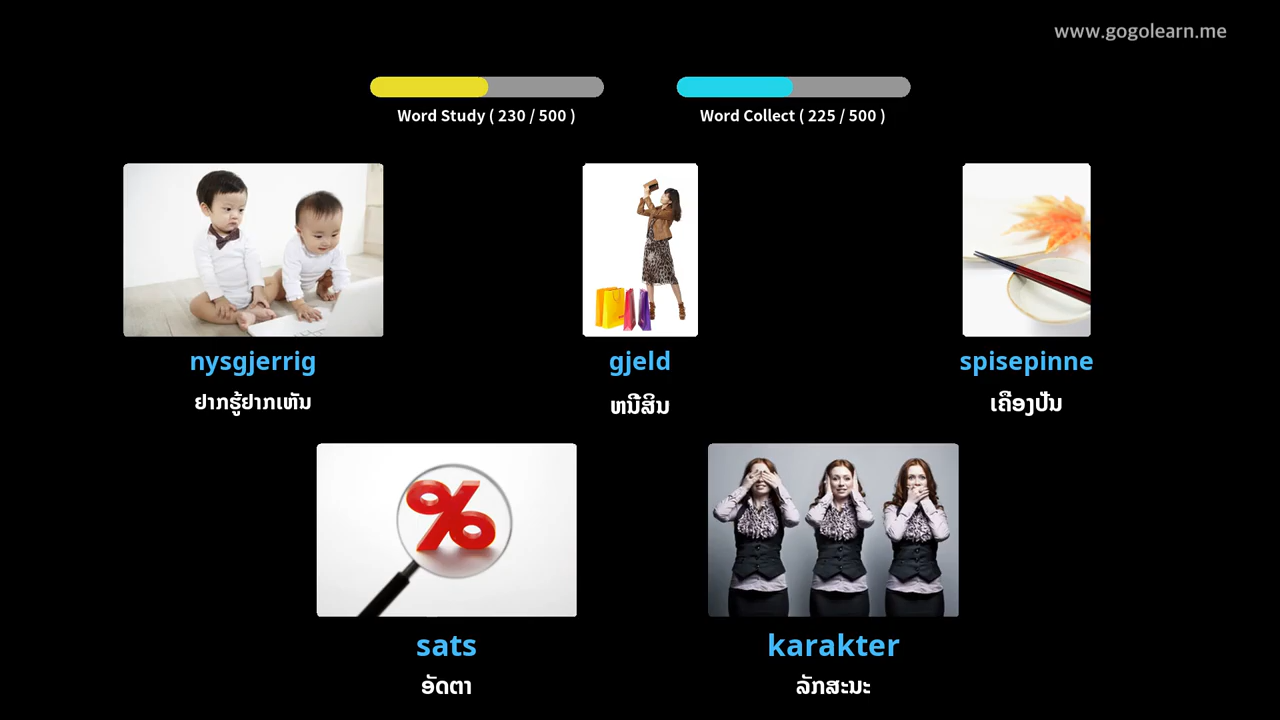 www.gogolearn.me
Word Study ( 230 / 500 )
Word Collect ( 225 / 500 )
nysgjerrig
ຢາກຮູ້ຢາກເຫັນ
gjeld
ຫນີ້ສິນ
spisepinne
ເຄື່ອງປັ່ນ
%
sats
ອັດຕາ
karakter
ລັກສະນະ